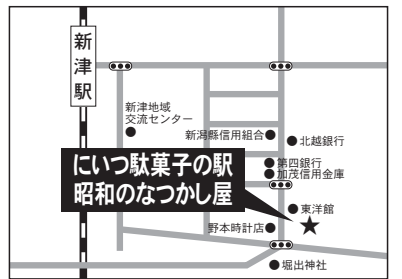 新津駅
新津地域
交流センター
新潟縣信用組合
北越銀行
第四銀行
加茂信用金庫
にいつ駄菓子の駅
昭和のなつかし屋
東洋館
野本時計店
堀出神社